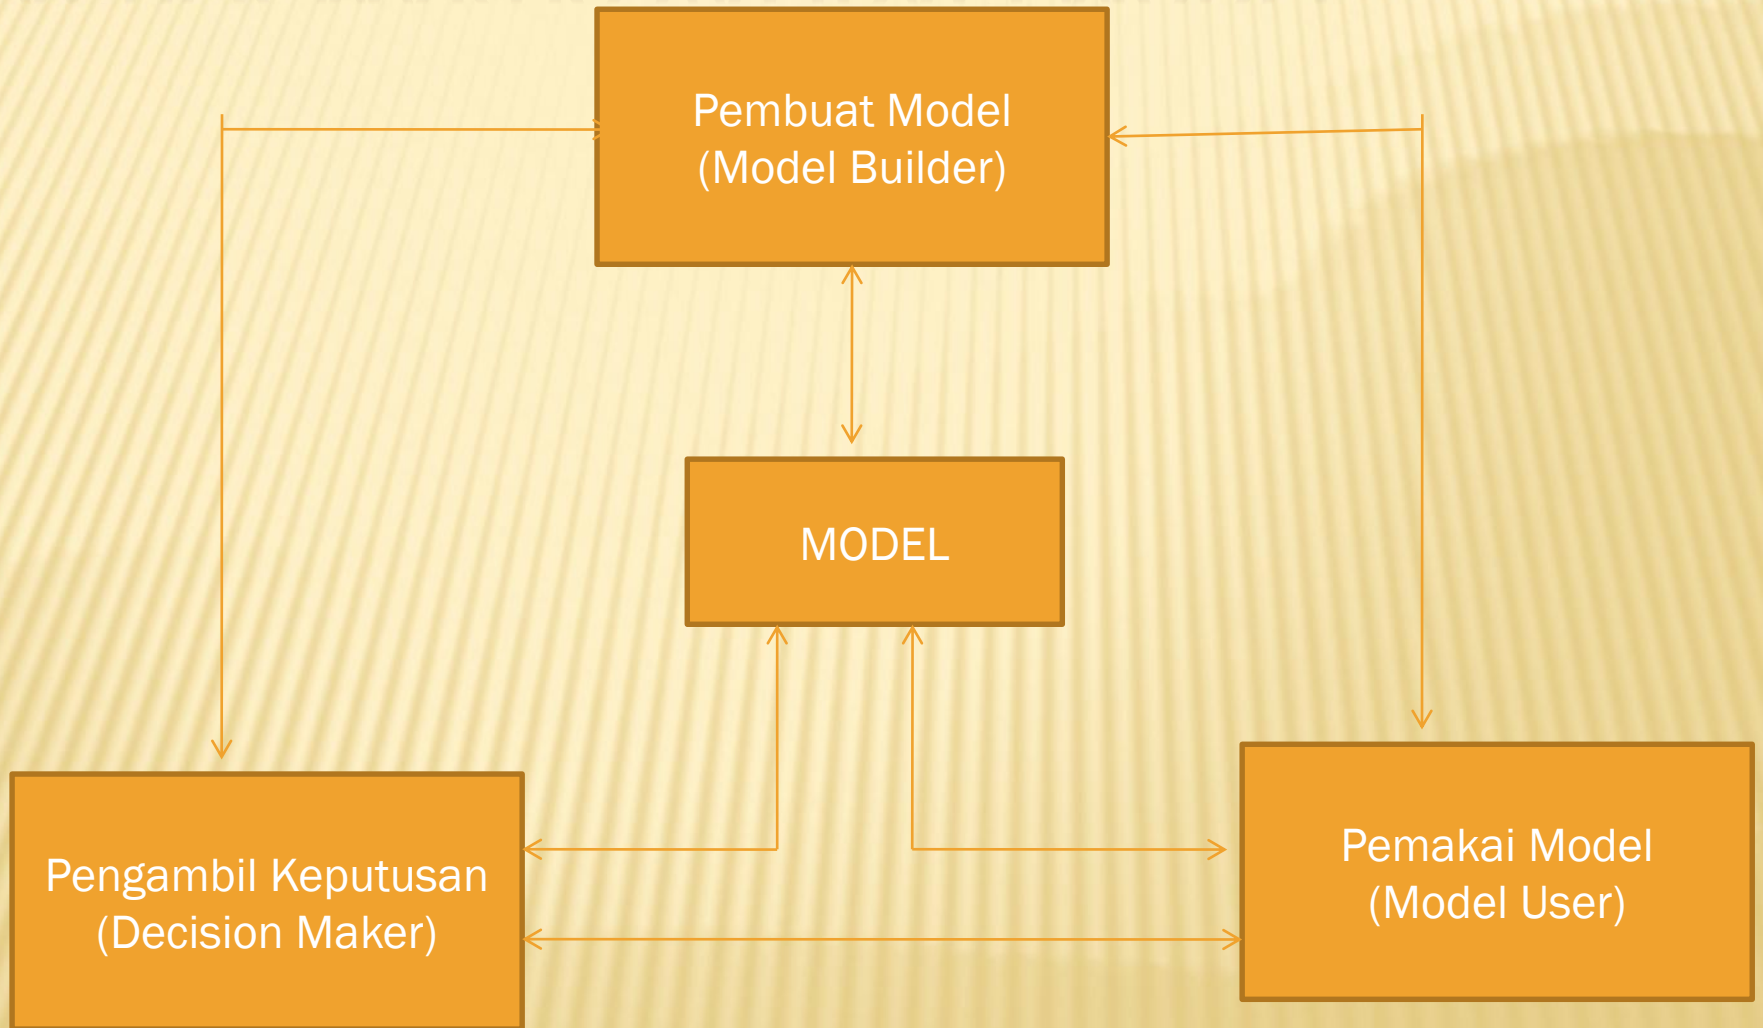 Pembuat Model
(Model Builder)
MODEL
Pengambil Keputusan
(Decision Maker)
Pemakai Model
(Model User)